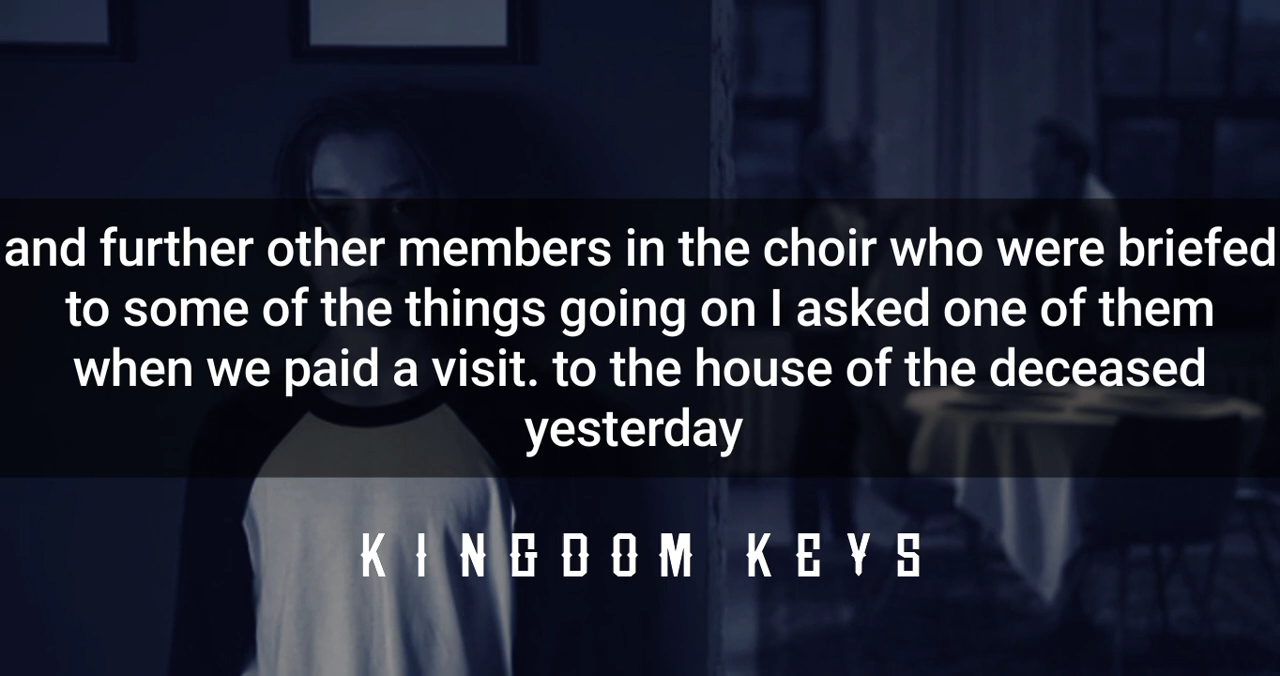 and further other members in the choir who were briefed
to some of the things going on I asked one of them
when we paid a visit. to the house of the deceased
yesterday
KINGDOM KEYS